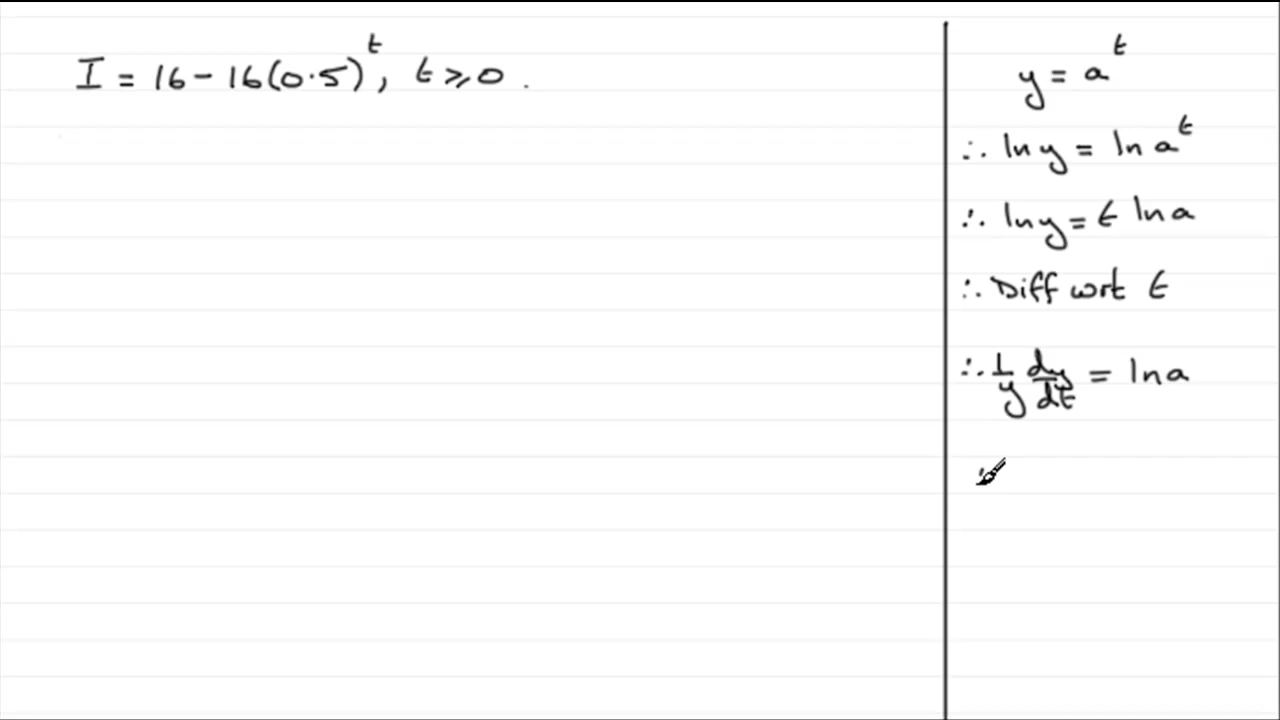 I = 16 - 16(0.5)^t, t ≥ 0.
y = a^t
∴ ln y = ln a^t
∴ ln y = t ln a
∴ Diff wrt t
∴ 1/y dy/dt = ln a